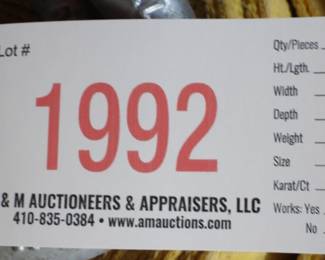 Lot #
1992
& M AUCTIONEERS & APPRAISERS, LLC
410-835-0384 • www.amauctions.com
Qty/Pieces
Ht./Lgth.
Width
Depth
Weight
Size
Karat/Ct
Works: Yes
No